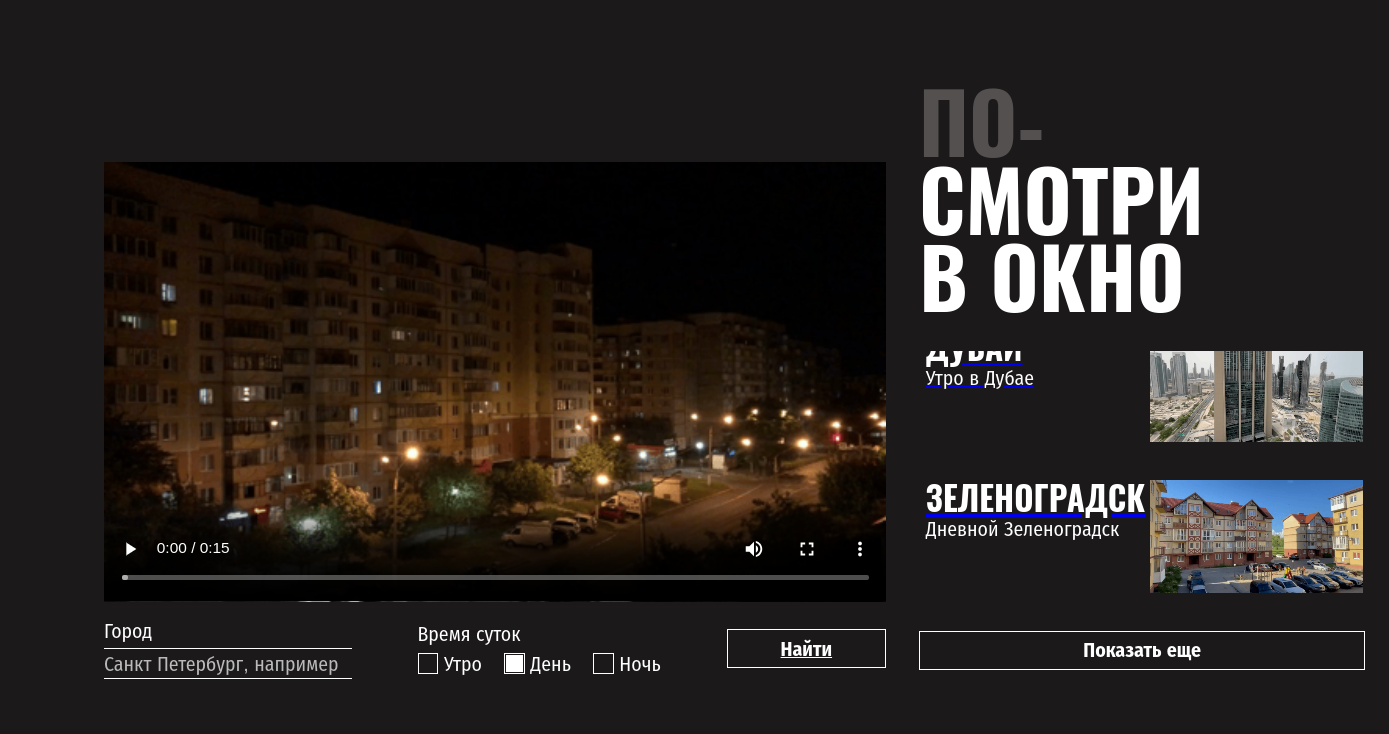 ПО-
СМОТРИ
В ОКНО
ДУБАЙ
Утро в Дубае
ЗЕЛЕНОГРАДСК
Дневной Зеленоградск
0:00 / 0:15
Город
Санкт Петербург, например
Время суток
Утро
День
Ночь
Найти
Показать еще